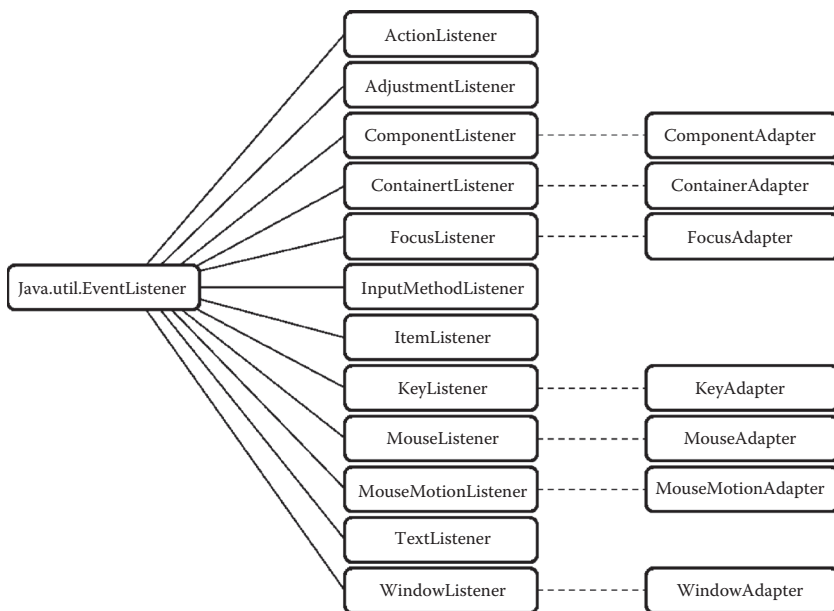 ActionListener
AdjustmentListener
ComponentListener
ComponentAdapter
ContainertListener
ContainerAdapter
FocusListener
FocusAdapter
Java.util.EventListener
InputMethodListener
ItemListener
KeyListener
KeyAdapter
MouseListener
MouseAdapter
MouseMotionListener
MouseMotionAdapter
TextListener
WindowListener
WindowAdapter